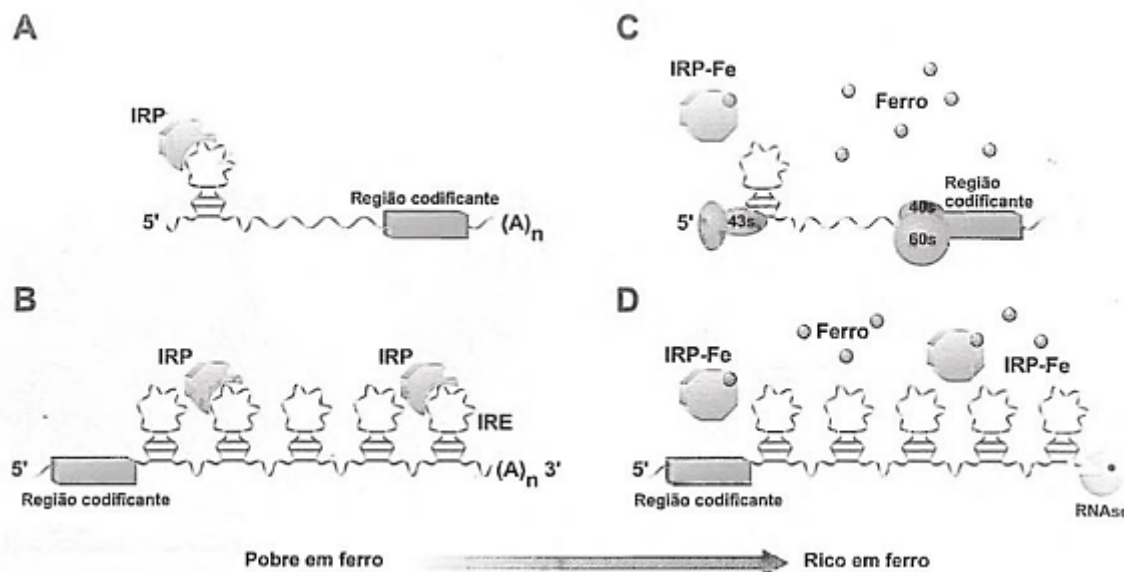 A
IRP
Região codificante
5'
(A)n
B
IRP
IRP
IRE
5'
(A)n 3'
Região codificante
Pobre em ferro
C
IRP-Fe
Ferro
Região
codificante
5'
43s
40s
60s
D
IRP-Fe
Ferro
IRP-Fe
5'
Região codificante
RNAse
Rico em ferro